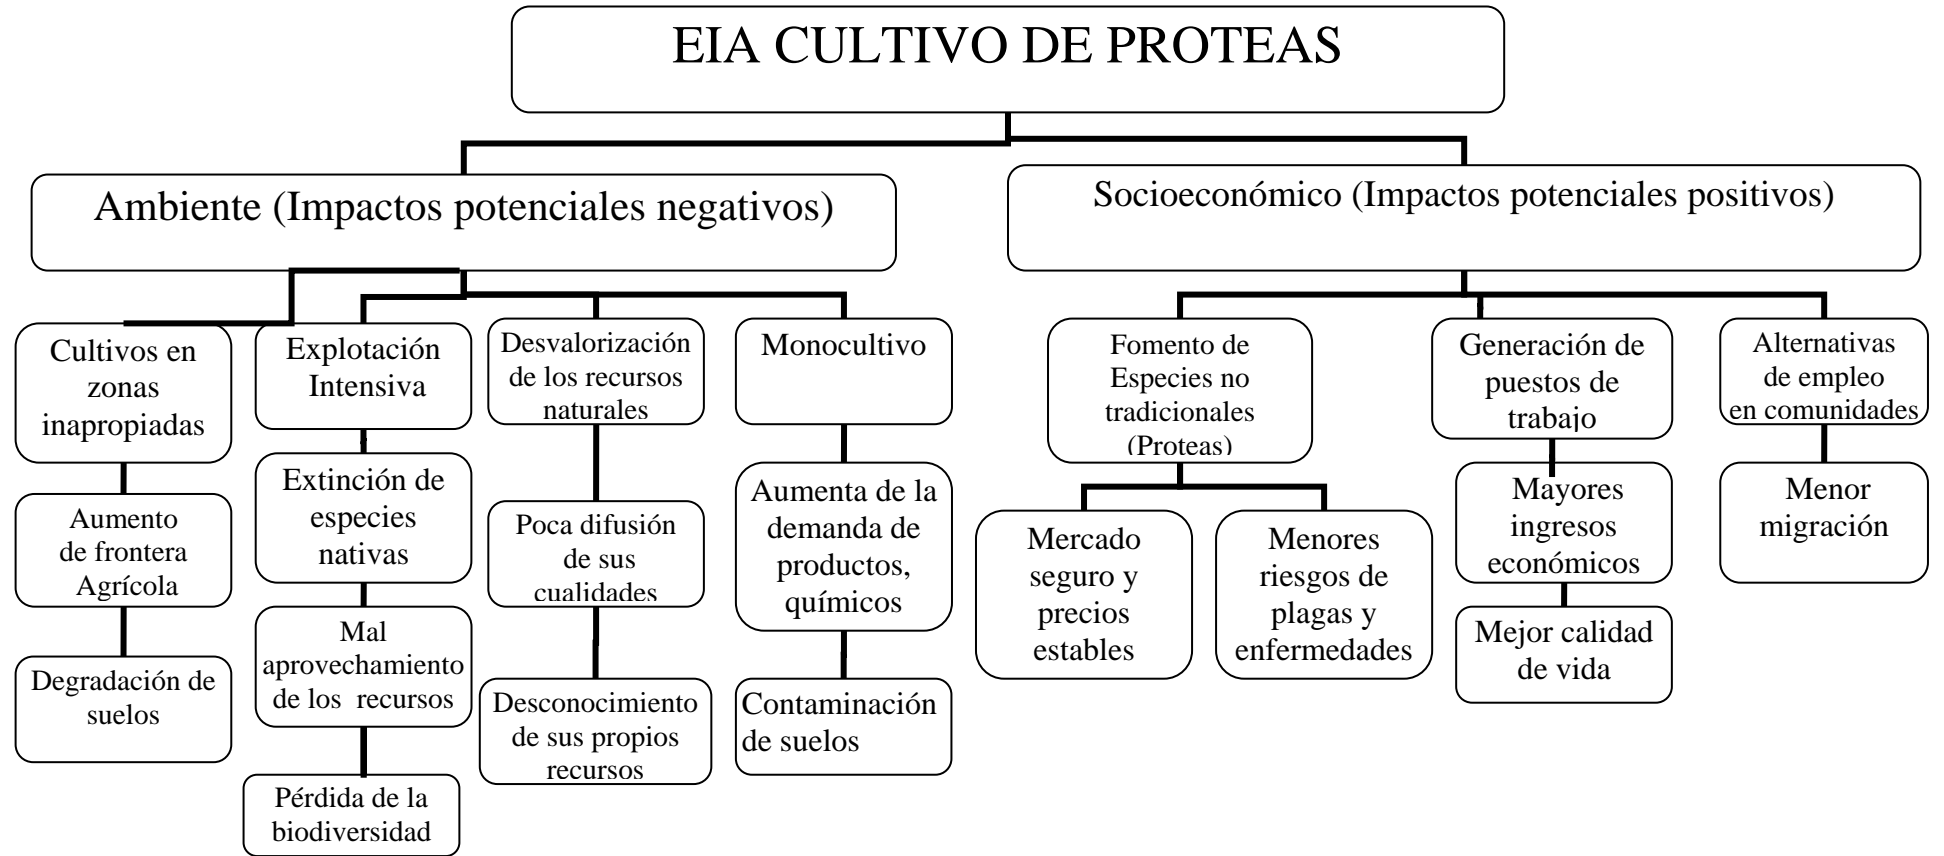 EIA CULTIVO DE PROTEAS
Ambiente (Impactos potenciales negativos)
Socioeconómico (Impactos potenciales positivos)
Cultivos en
zonas
inapropiadas
Explotación
Intensiva
Desvalorización
de los recursos
naturales
Monocultivo
Fomento de
Especies no
tradicionales
(Proteas)
Generación de
puestos de
trabajo
Alternativas
de empleo
en comunidades
Aumento
de frontera
Agrícola
Extinción de
especies
nativas
Poca difusión
de sus
cualidades
Aumenta de la
demanda de
productos,
químicos
Mercado
seguro y
precios
estables
Menores
riesgos de
plagas y
enfermedades
Mayores
ingresos
económicos
Menor
migración
Degradación de
suelos
Mal
aprovechamiento
de los recursos
Desconocimiento
de sus propios
recursos
Contaminación
de suelos
Mejor calidad
de vida
Pérdida de la
biodiversidad